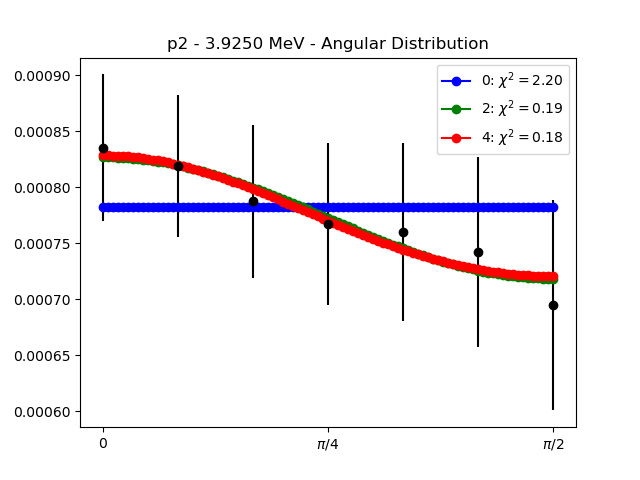 p2 - 3.9250 MeV - Angular Distribution
0.00090
0.00085
0.00080
0.00075
0.00070
0.00065
0.00060
0: χ² = 2.20
2: χ² = 0.19
4: χ² = 0.18
0
π/4
π/2